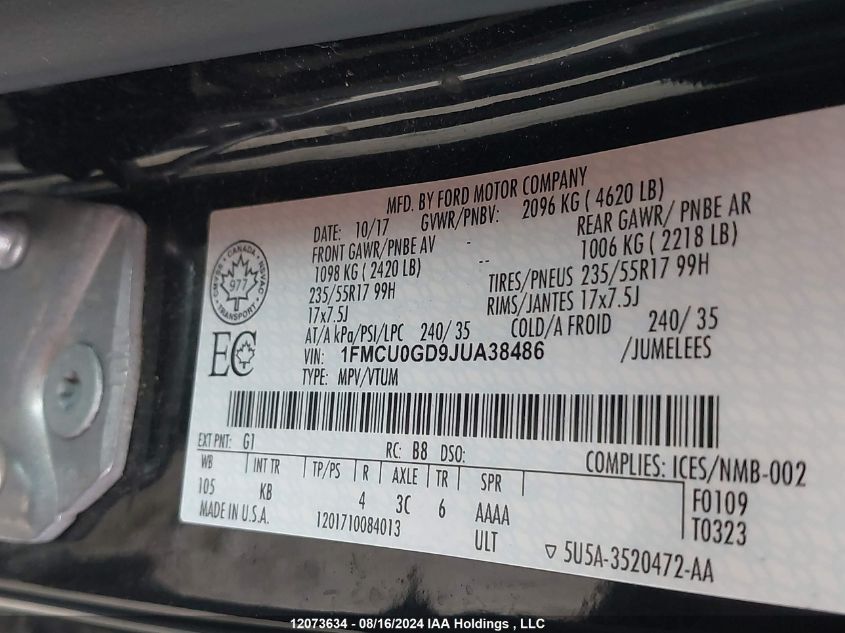 MFD. BY FORD MOTOR COMPANY
DATE: 10/17 GVWR/PNBV: 2096 KG ( 4620 LB)
FRONT GAWR/PNBE AV - REAR GAWR/ PNBE AR
1098 KG ( 2420 LB) -- 1006 KG ( 2218 LB)
235/55R17 99H TIRES/PNEUS 235/55R17 99H
17x7.5J RIMS/JANTES 17x7.5J
AT/A kPa/PSI/LPC 240/ 35 COLD/A FROID 240/ 35
VIN: 1FMCU0GD9JUA38486 /JUMELEES
TYPE: MPV/VTUM
CANADA
CMVSS NSVAC
977
TRANSPORT
EC
EXT PNT: G1 RC: B8 DSO: COMPLIES: ICES/NMB-002
WB INT TR TP/PS R AXLE TR SPR F0109
105 KB 4 3C 6 AAAA T0323
MADE IN U.S.A. 1201710084013 ULT ▽ 5U5A-3520472-AA
12073634 - 08/16/2024 IAA Holdings , LLC